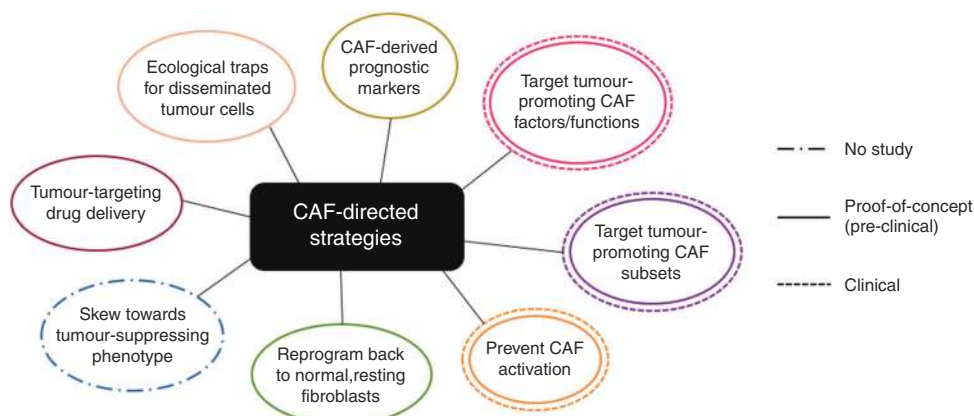 CAF-derived
prognostic
markers
Ecological traps
for disseminated
tumour cells
Target tumour-
promoting CAF
factors/functions
Tumour-targeting
drug delivery
CAF-directed
strategies
Target tumour-
promoting CAF
subsets
Skew towards
tumour-suppressing
phenotype
Reprogram back
to normal,resting
fibroblasts
Prevent CAF
activation
No study
Proof-of-concept
(pre-clinical)
Clinical